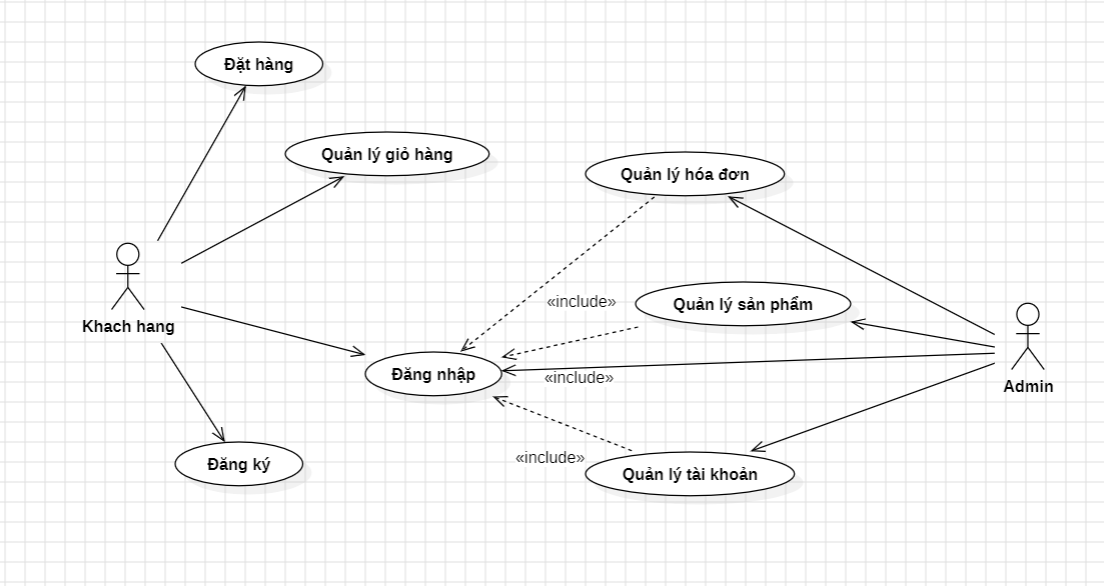 Đặt hàng
Quản lý giỏ hàng
Quản lý hóa đơn
«include»
Quản lý sản phẩm
Khach hang
Đăng nhập
«include»
Admin
«include»
Đăng ký
Quản lý tài khoản